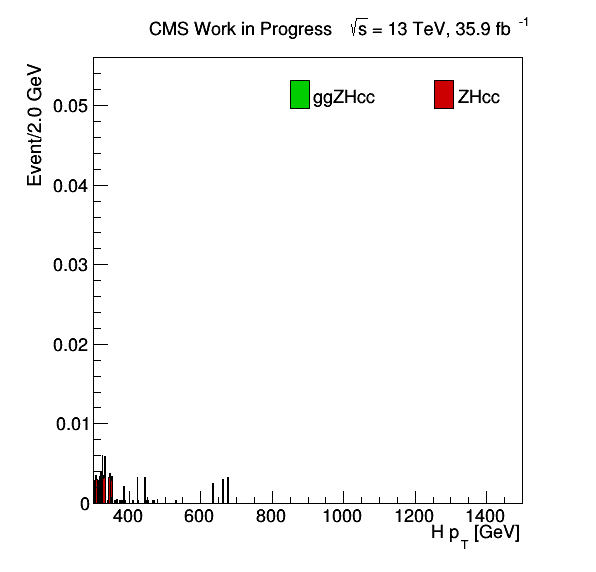 CMS Work in Progress √s = 13 TeV, 35.9 fb -1
Event/2.0 GeV
ggZHcc ZHcc
0.05
0.04
0.03
0.02
0.01
0
400 600 800 1000 1200 1400
H pT [GeV]